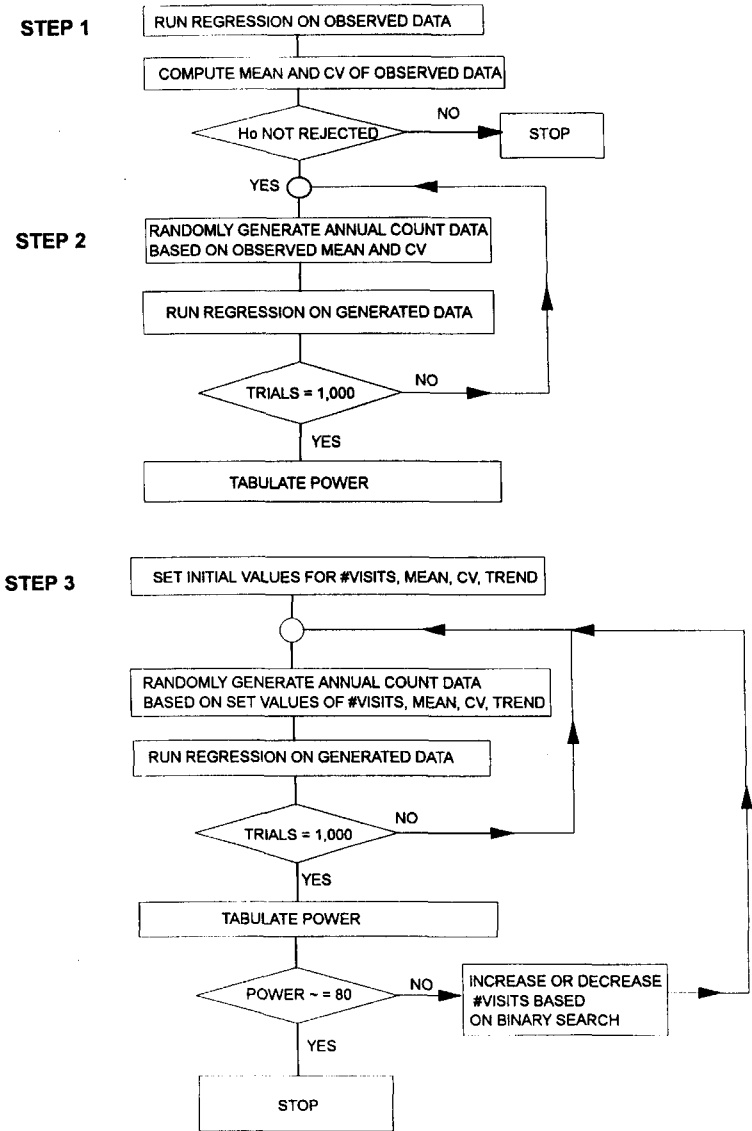 STEP 1
RUN REGRESSION ON OBSERVED DATA
COMPUTE MEAN AND CV OF OBSERVED DATA
Ho NOT REJECTED
NO
STOP
YES
STEP 2
RANDOMLY GENERATE ANNUAL COUNT DATA
BASED ON OBSERVED MEAN AND CV
RUN REGRESSION ON GENERATED DATA
TRIALS = 1,000
NO
YES
TABULATE POWER
STEP 3
SET INITIAL VALUES FOR #VISITS, MEAN, CV, TREND
RANDOMLY GENERATE ANNUAL COUNT DATA
BASED ON SET VALUES OF #VISITS, MEAN, CV, TREND
RUN REGRESSION ON GENERATED DATA
TRIALS = 1,000
NO
YES
TABULATE POWER
POWER ~ = 80
NO
INCREASE OR DECREASE
#VISITS BASED
ON BINARY SEARCH
YES
STOP